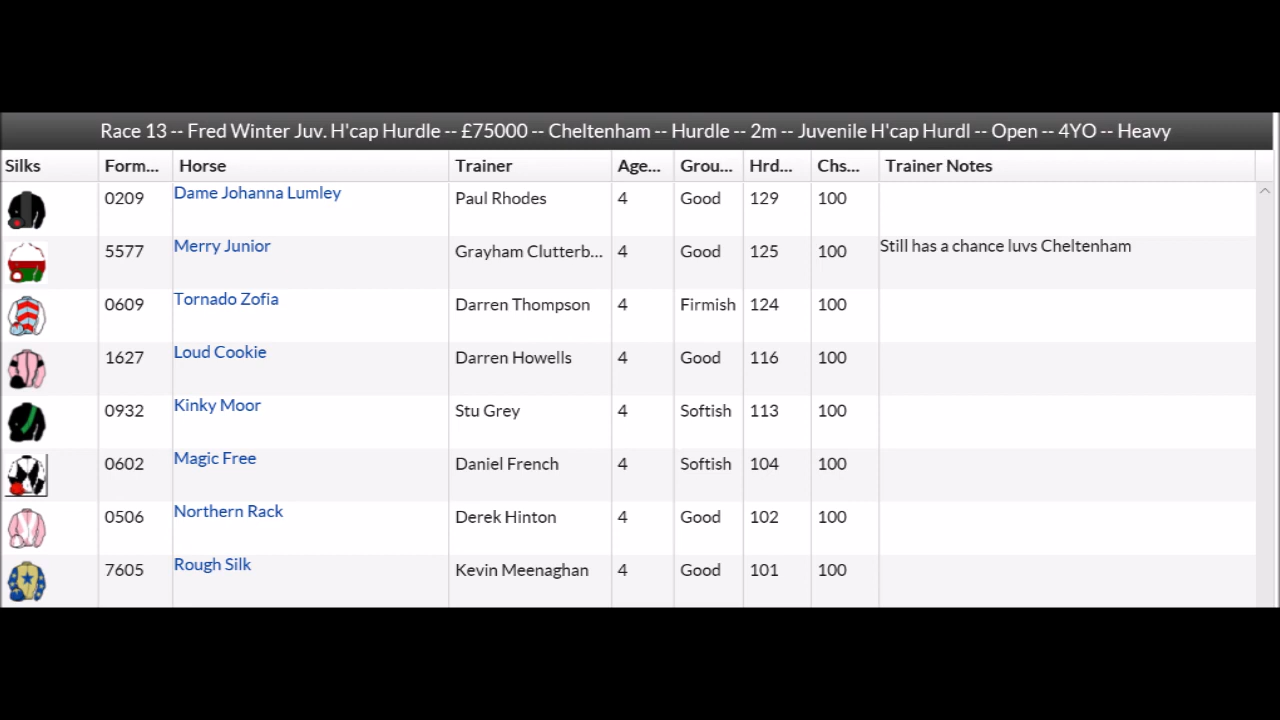 Race 13 -- Fred Winter Juv. H'cap Hurdle -- £75000 -- Cheltenham -- Hurdle -- 2m -- Juvenile H'cap Hurdl -- Open -- 4YO -- Heavy
Silks Form... Horse Trainer Age... Grou... Hrd... Chs... Trainer Notes
0209 Dame Johanna Lumley Paul Rhodes 4 Good 129 100
5577 Merry Junior Grayham Clutterb... 4 Good 125 100 Still has a chance luvs Cheltenham
0609 Tornado Zofia Darren Thompson 4 Firmish 124 100
1627 Loud Cookie Darren Howells 4 Good 116 100
0932 Kinky Moor Stu Grey 4 Softish 113 100
0602 Magic Free Daniel French 4 Softish 104 100
0506 Northern Rack Derek Hinton 4 Good 102 100
7605 Rough Silk Kevin Meenaghan 4 Good 101 100